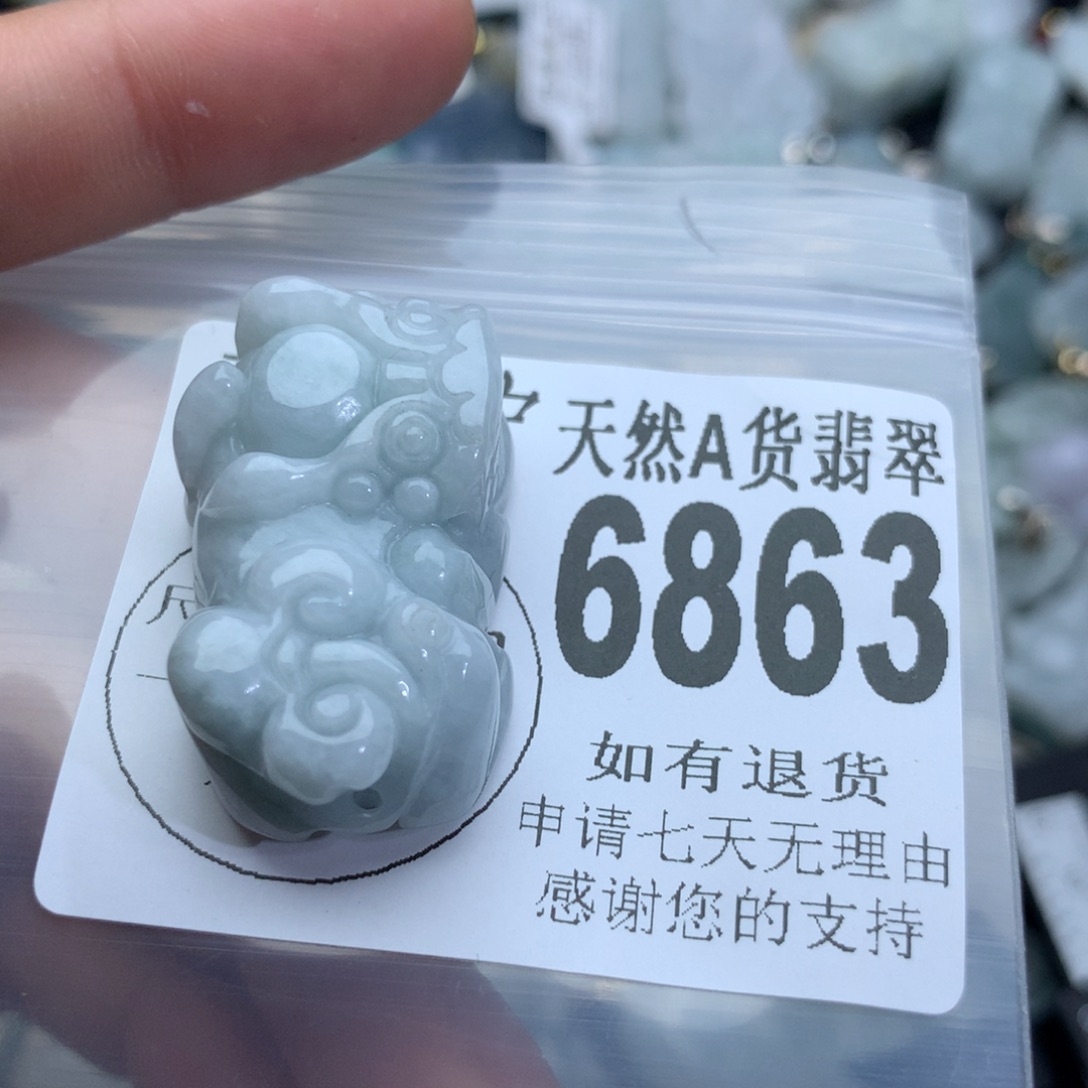 天然A货翡翠
6863
如有退货
申请七天无理由
感谢您的支持